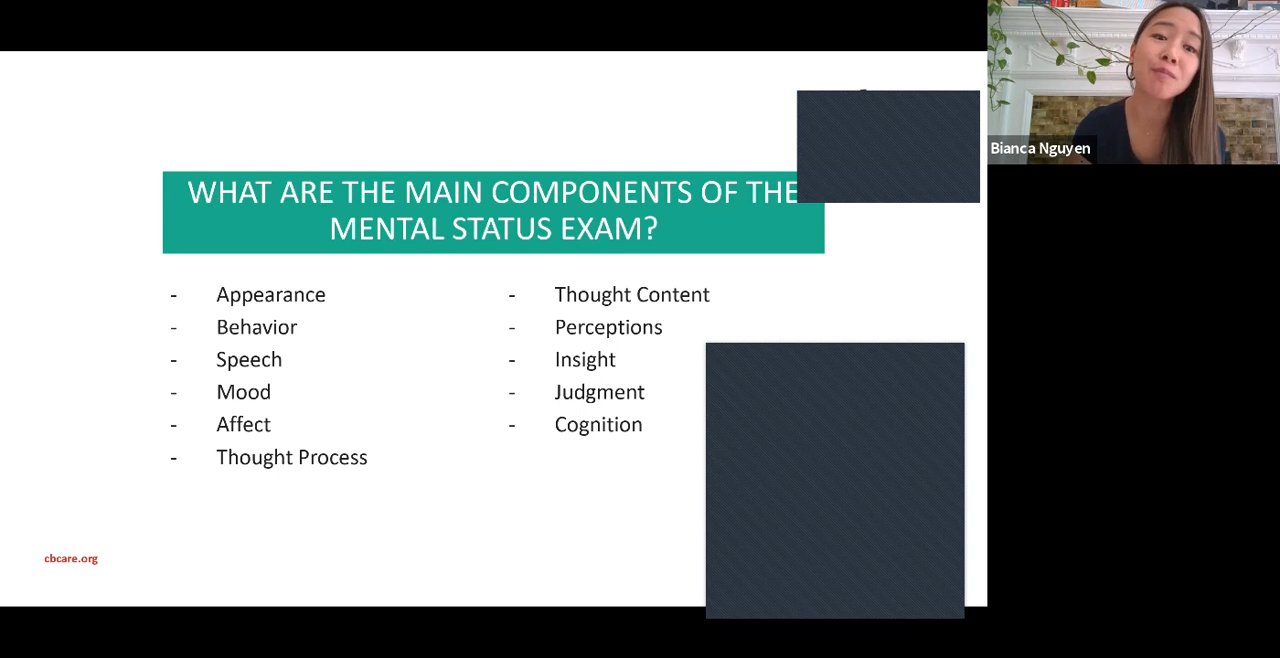 WHAT ARE THE MAIN COMPONENTS OF THE
MENTAL STATUS EXAM?
- Appearance
- Behavior
- Speech
- Mood
- Affect
- Thought Process
- Thought Content
- Perceptions
- Insight
- Judgment
- Cognition
cbcare.org
Bianca Nguyen